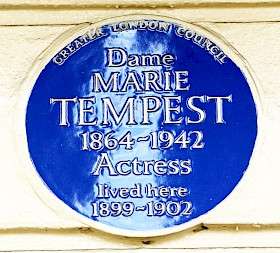 GREATER LONDON COUNCIL
Dame
MARIE
TEMPEST
1864~1942
Actress
lived here
1899~1902